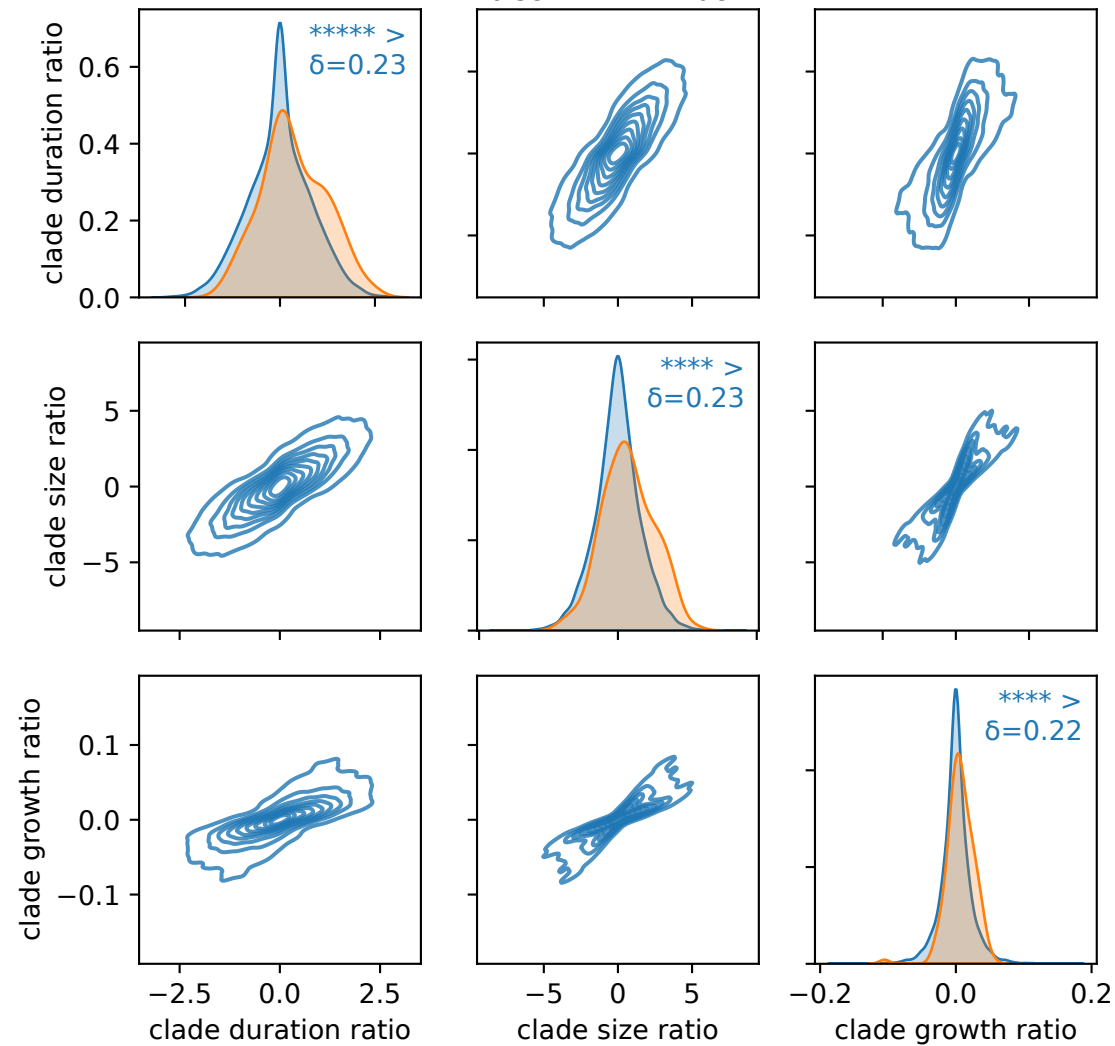 clade duration ratio
0.6
0.4
0.2
0.0
***** >
δ=0.23
clade size ratio
5
0
−5
**** >
δ=0.23
clade growth ratio
0.1
0.0
−0.1
**** >
δ=0.22
−2.5 0.0 2.5
−5 0 5
−0.2 0.0 0.2
clade duration ratio
clade size ratio
clade growth ratio